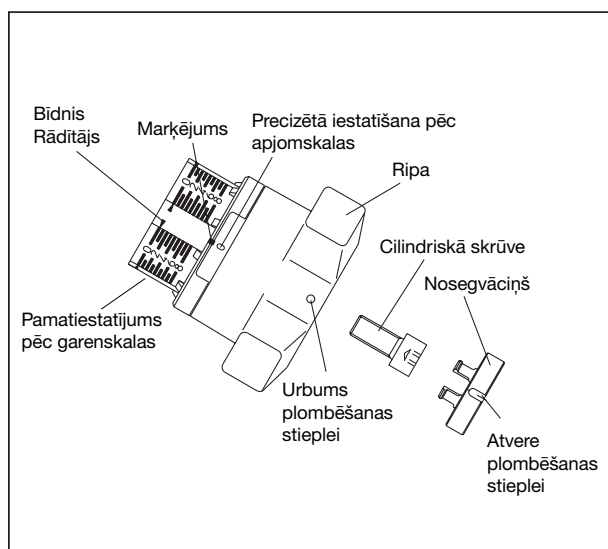 Bīdnis
Rādītājs
Marķējums
Precizētā iestatīšana pēc
apjomskalas
Ripa
Cilindriskā skrūve
Nosegvāciņš
Pamatiestatījums
pēc garenskalas
Urbums
plombēšanas
stieplei
Atvere
plombēšanas
stieplei